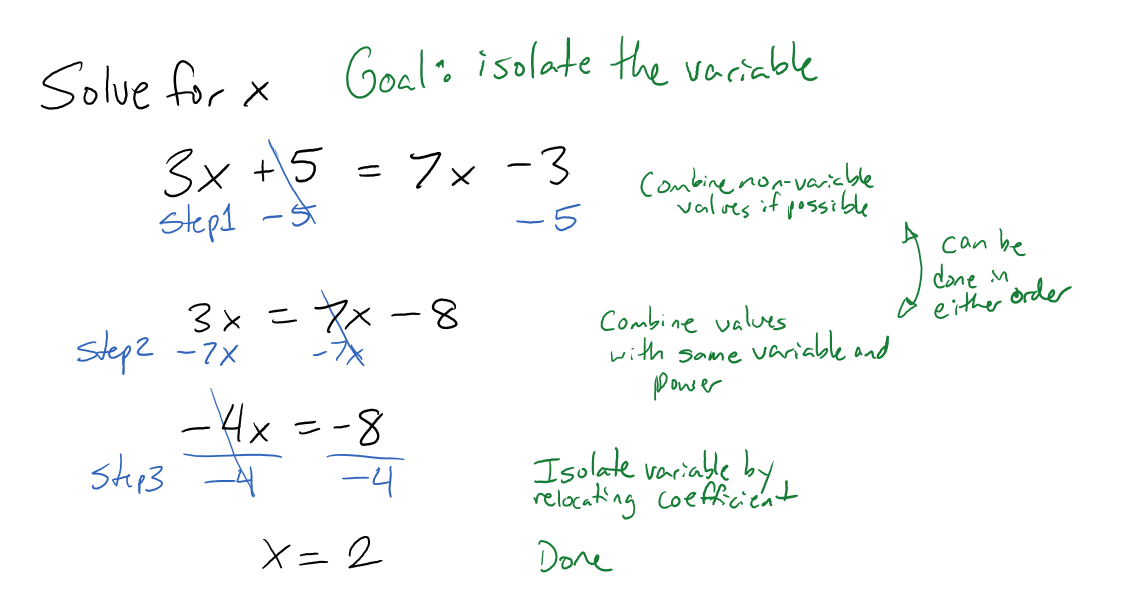 Solve for x
Goal: isolate the variable
3x + 5 = 7x - 3
Step1 - 5 - 5
Combine non-variable
values if possible
can be
done in
either order
3x = 7x - 8
Step2 - 7x - 7x
Combine values
with same variable and
power
-4x = -8
Step3 -4 -4
Isolate variable by
relocating coefficient
x = 2
Done